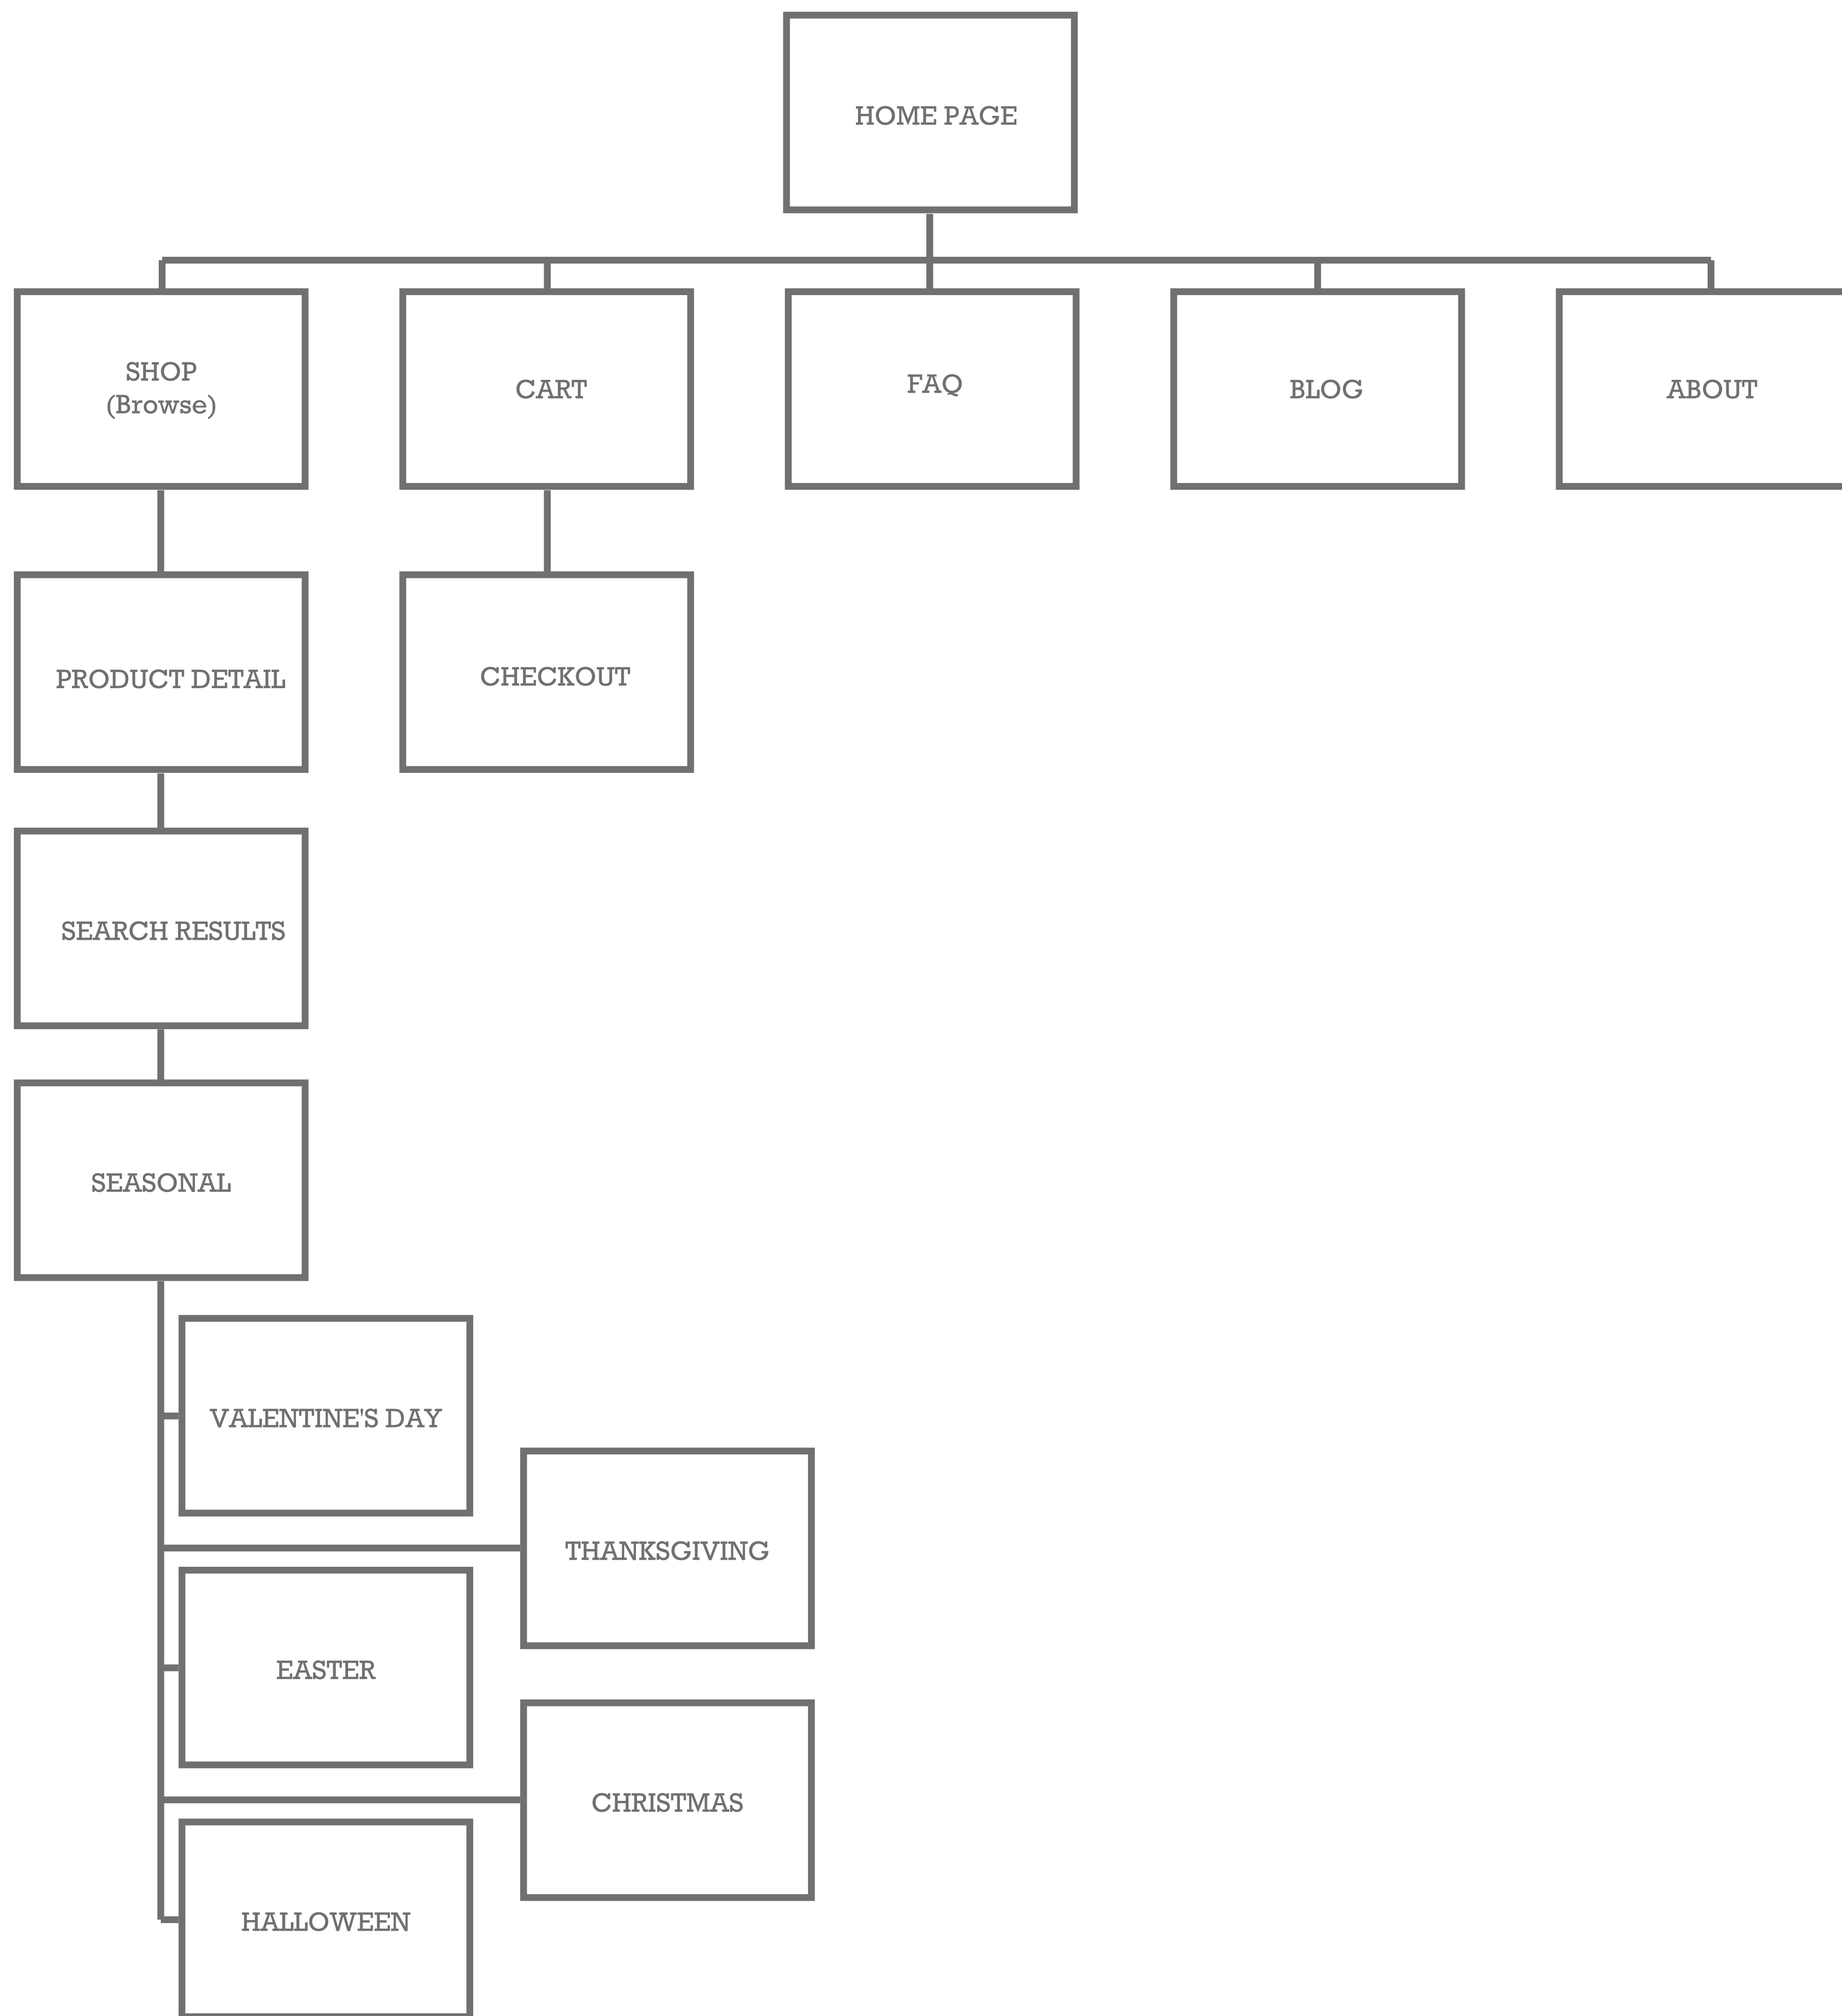 HOME PAGE
SHOP
(Browse)
CART
FAQ
BLOG
ABOUT
PRODUCT DETAIL
CHECKOUT
SEARCH RESULTS
SEASONAL
VALENTINE'S DAY
THANKSGIVING
EASTER
CHRISTMAS
HALLOWEEN